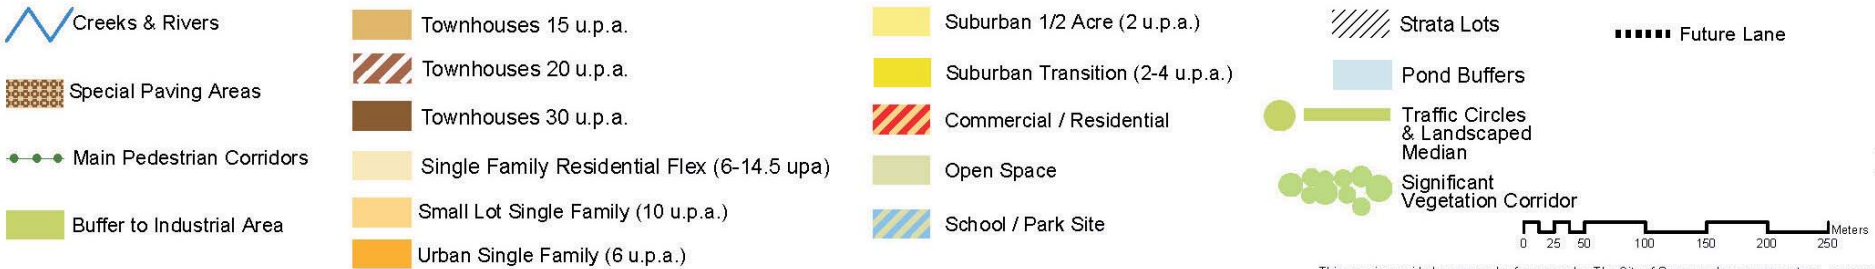 Creeks & Rivers
Special Paving Areas
Main Pedestrian Corridors
Buffer to Industrial Area
Townhouses 15 u.p.a.
Townhouses 20 u.p.a.
Townhouses 30 u.p.a.
Single Family Residential Flex (6-14.5 upa)
Small Lot Single Family (10 u.p.a.)
Urban Single Family (6 u.p.a.)
Suburban 1/2 Acre (2 u.p.a.)
Suburban Transition (2-4 u.p.a.)
Commercial / Residential
Open Space
School / Park Site
Strata Lots
Pond Buffers
Traffic Circles
& Landscaped
Median
Significant
Vegetation Corridor
Future Lane
Meters
0 25 50 100 150 200 250